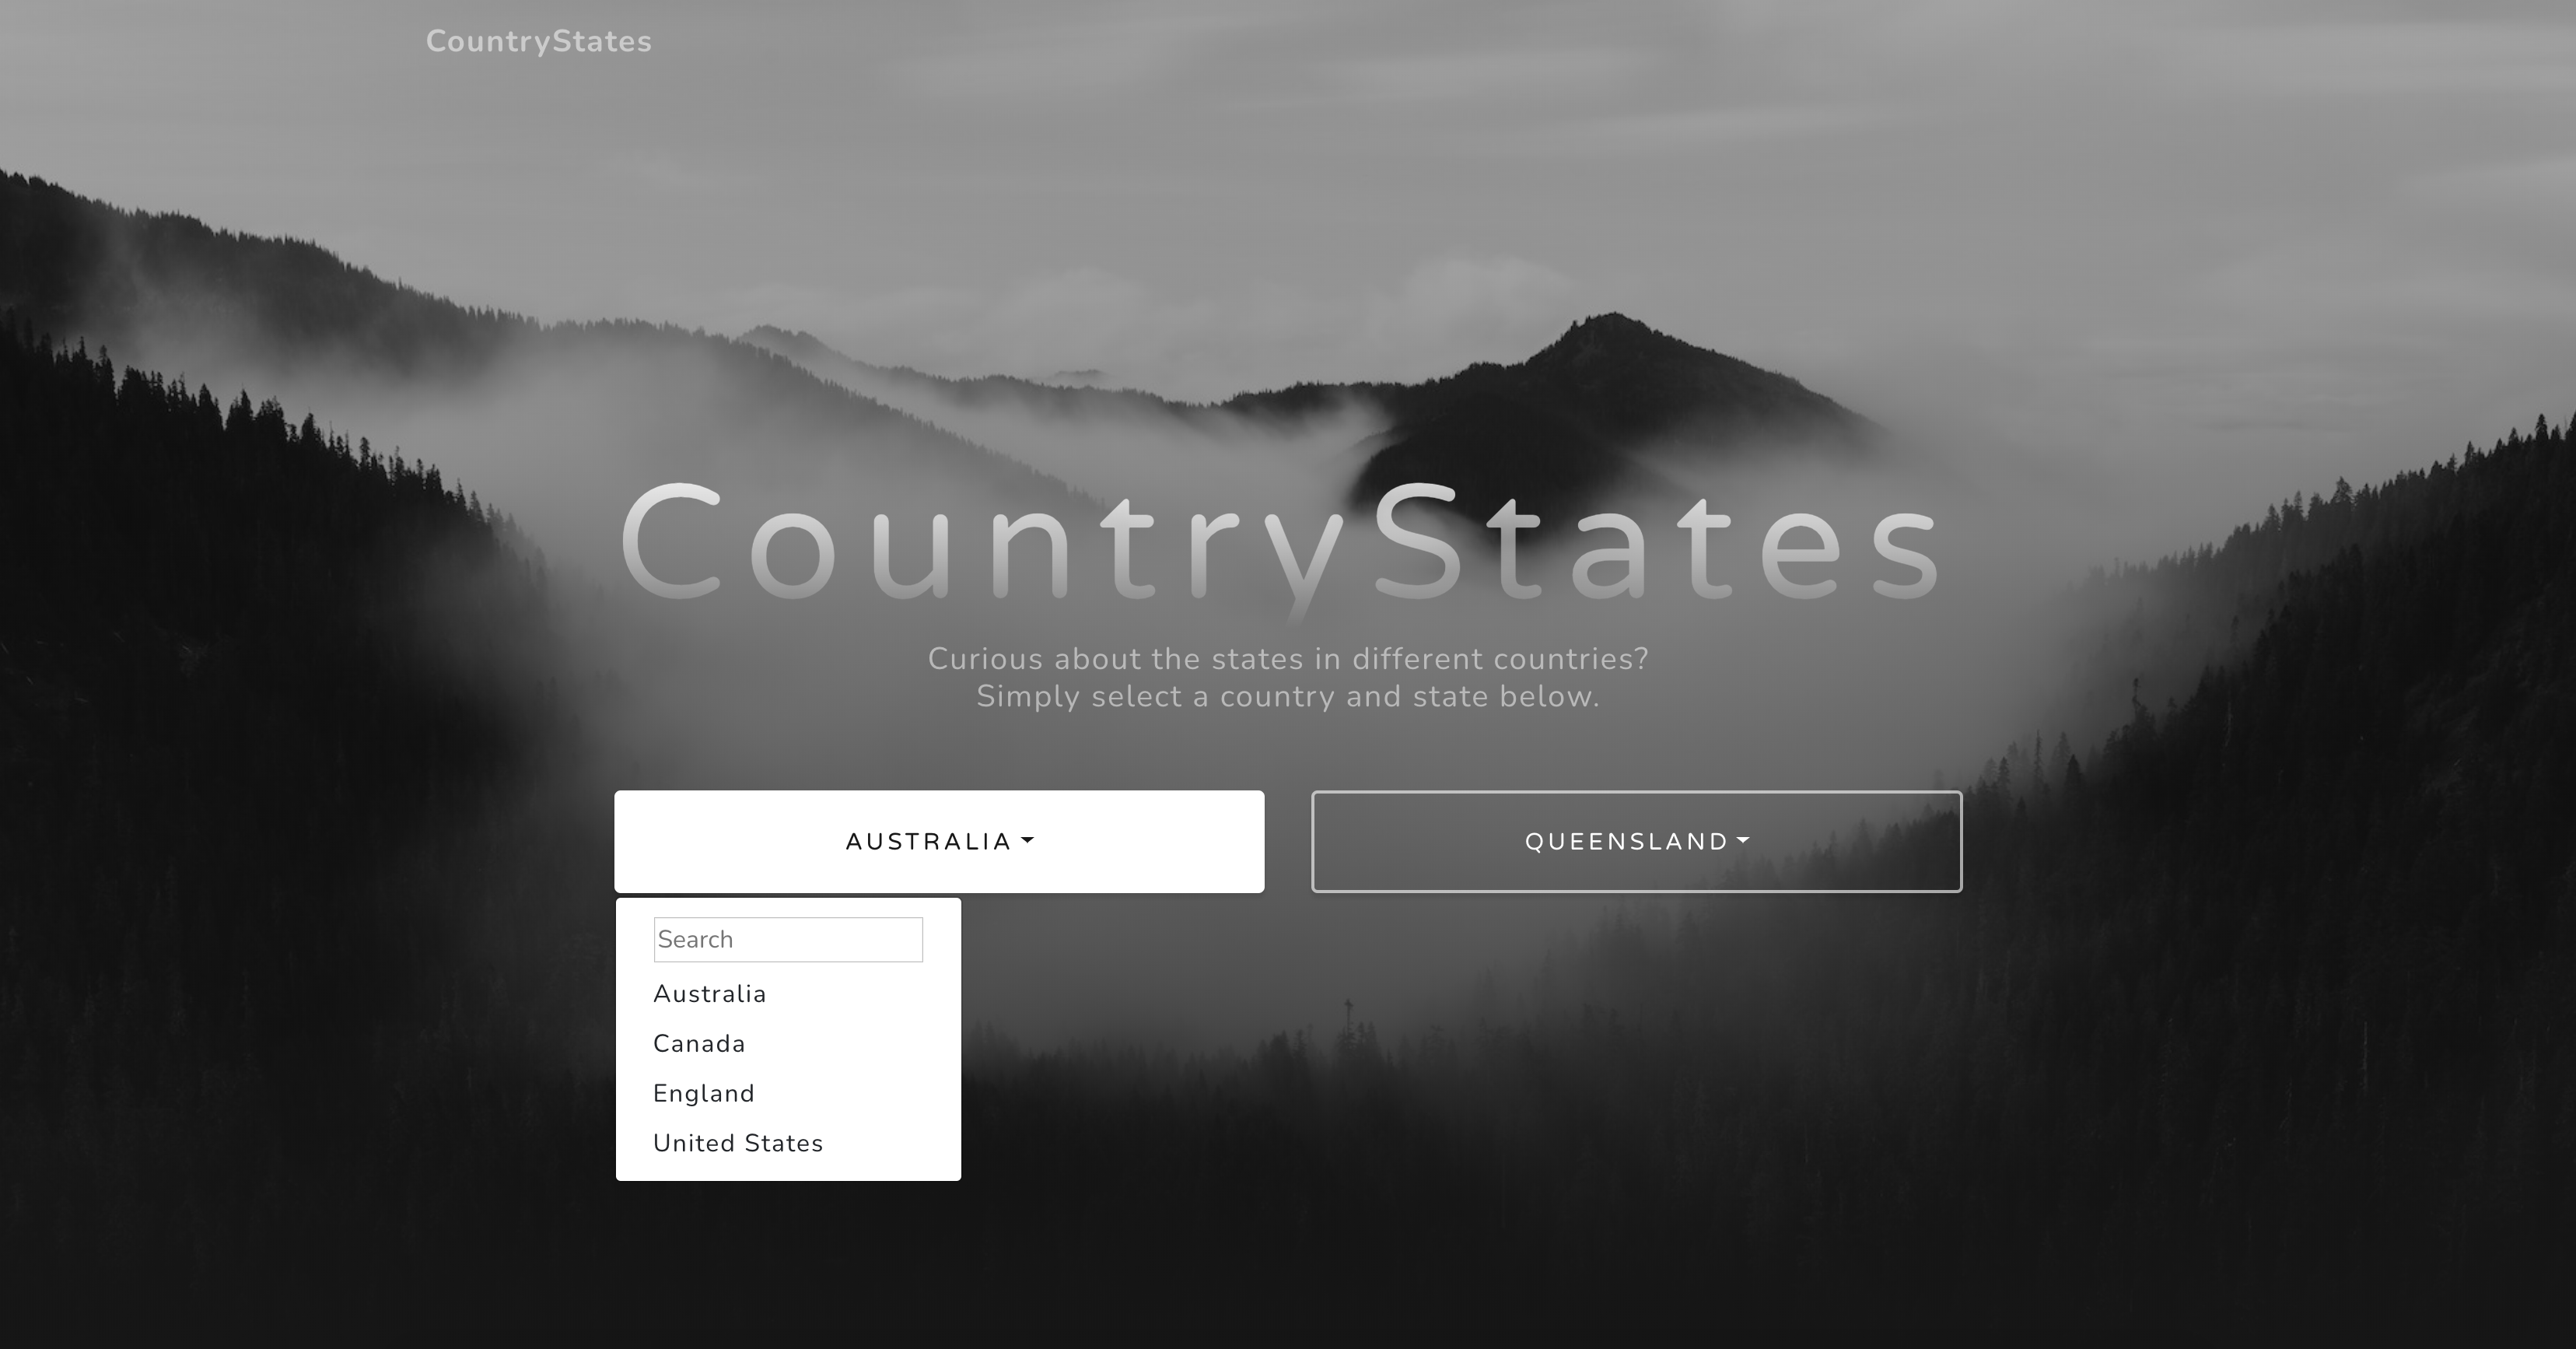 CountryStates
CountryStates
Curious about the states in different countries?
Simply select a country and state below.
AUSTRALIA
QUEENSLAND
Search
Australia
Canada
England
United States